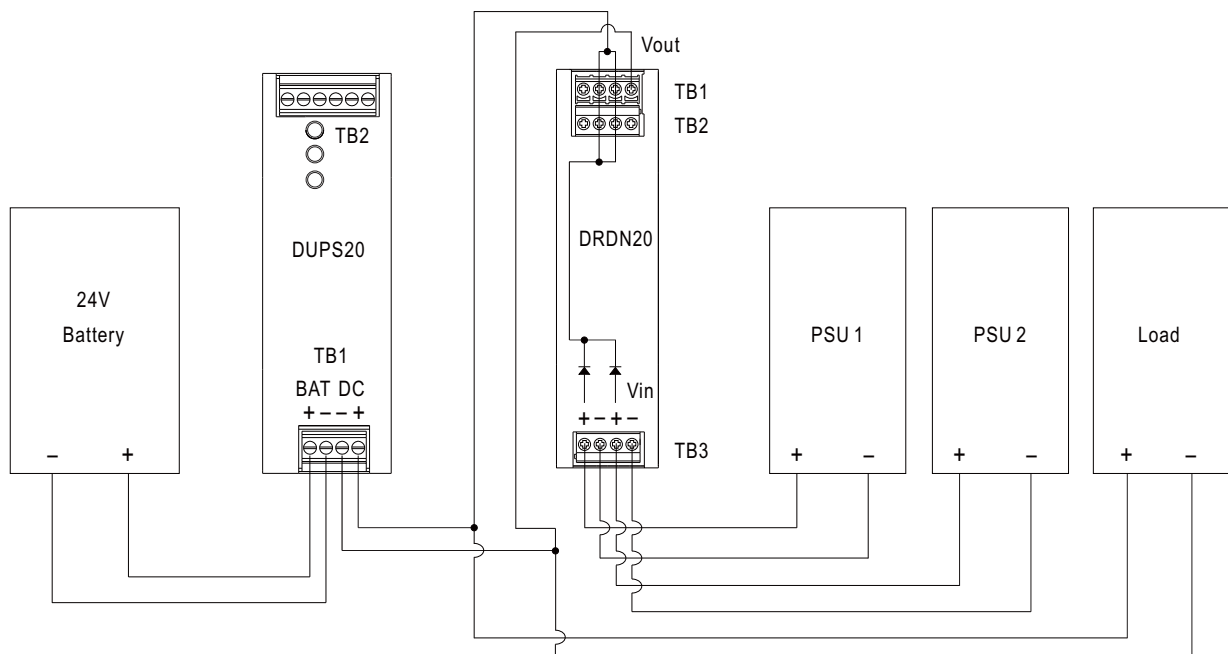 Vout
TB1
TB2
TB2
DUPS20
DRDN20
24V
Battery
PSU 1
PSU 2
Load
TB1
BAT DC
+ − − +
Vin
+ − + −
TB3
− +
+ −
+ −
+ −